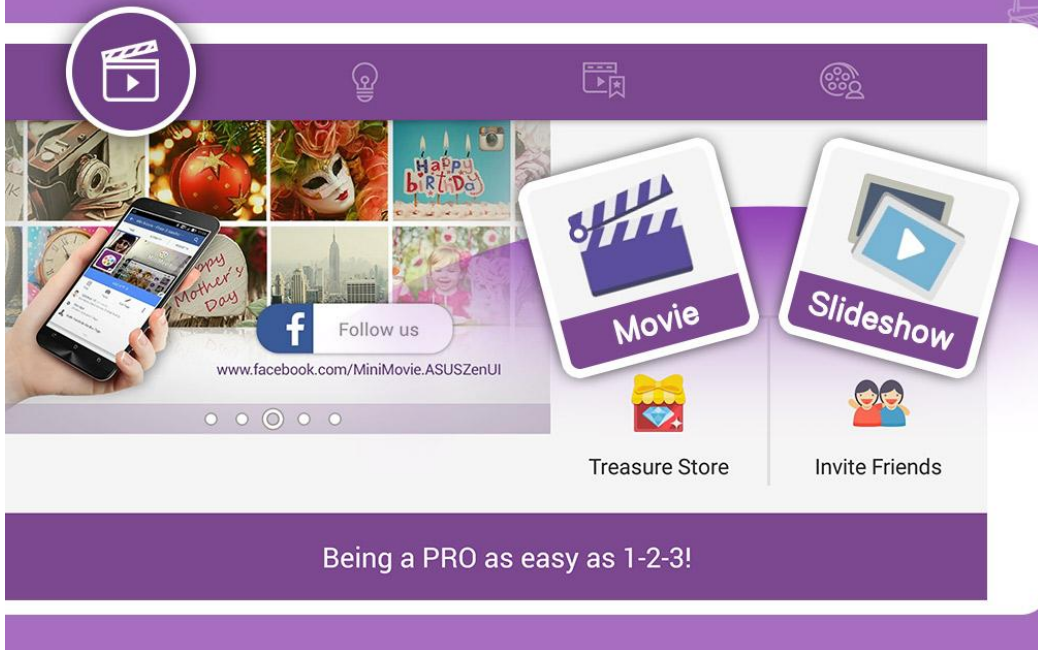 Happy
BiRTHDay
Happy
Mother's
Day
f
Follow us
www.facebook.com/MiniMovie.ASUSZenUI
Movie
Slideshow
Treasure Store
Invite Friends
Being a PRO as easy as 1-2-3!